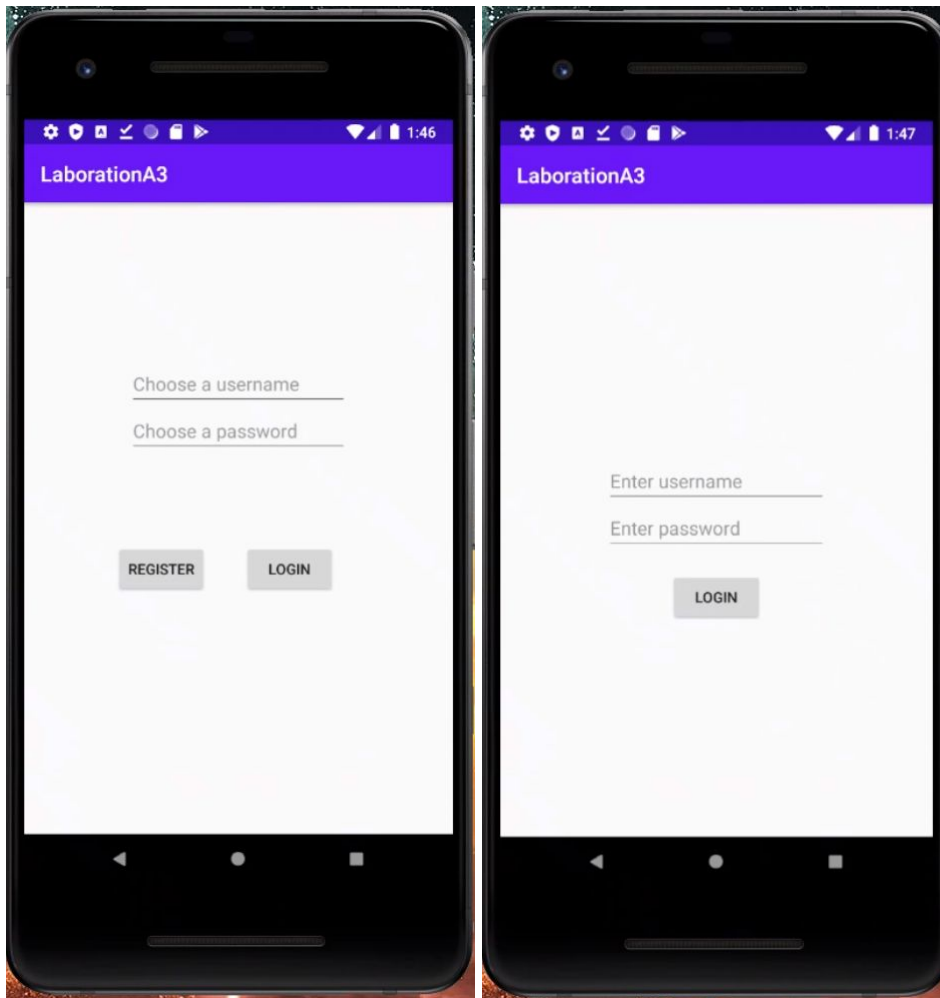 1:46
LaborationA3
Choose a username
Choose a password
REGISTER LOGIN
1:47
LaborationA3
Enter username
Enter password
LOGIN